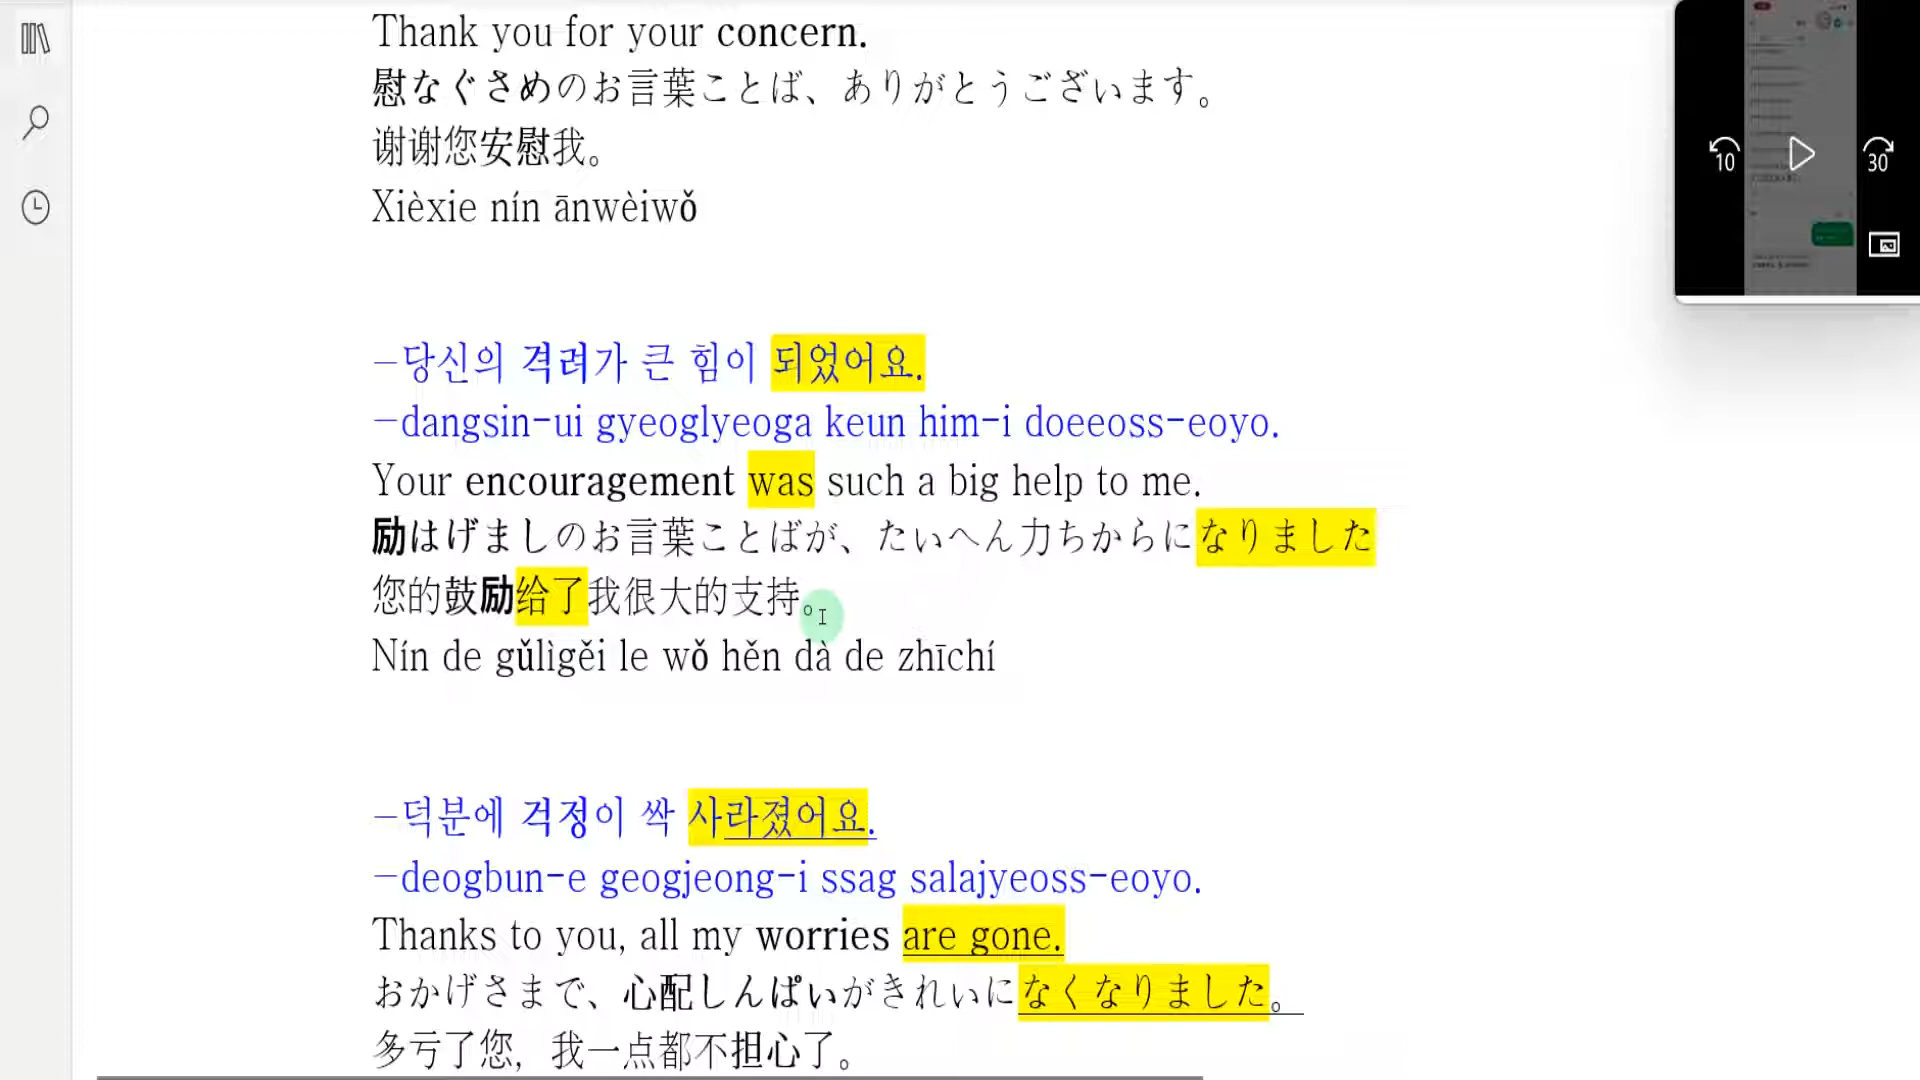 Thank you for your concern.
慰なぐさめのお言葉ことば、ありがとうございます。
谢谢您安慰我。
Xièxie nín ānwèiwǒ
–당신의 격려가 큰 힘이 되었어요.
–dangsin-ui gyeoglyeoga keun him-i doeeoss-eoyo.
Your encouragement was such a big help to me.
励はげましのお言葉ことばが、たいへん力ちからになりました
您的鼓励给了我很大的支持。
Nín de gǔlìgěi le wǒ hěn dà de zhīchí
–덕분에 걱정이 싹 사라졌어요.
–deogbun-e geogjeong-i ssag salajyeoss-eoyo.
Thanks to you, all my worries are gone.
おかげさまで、心配しんぱいがきれいになくなりました。
多亏了您, 我一点都不担心了。
10
30